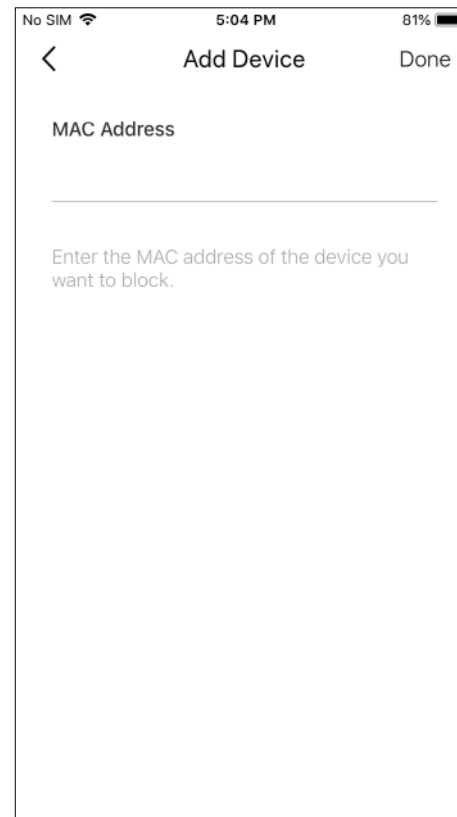 No SIM 5:04 PM 81%
Add Device Done
MAC Address
Enter the MAC address of the device you
want to block.